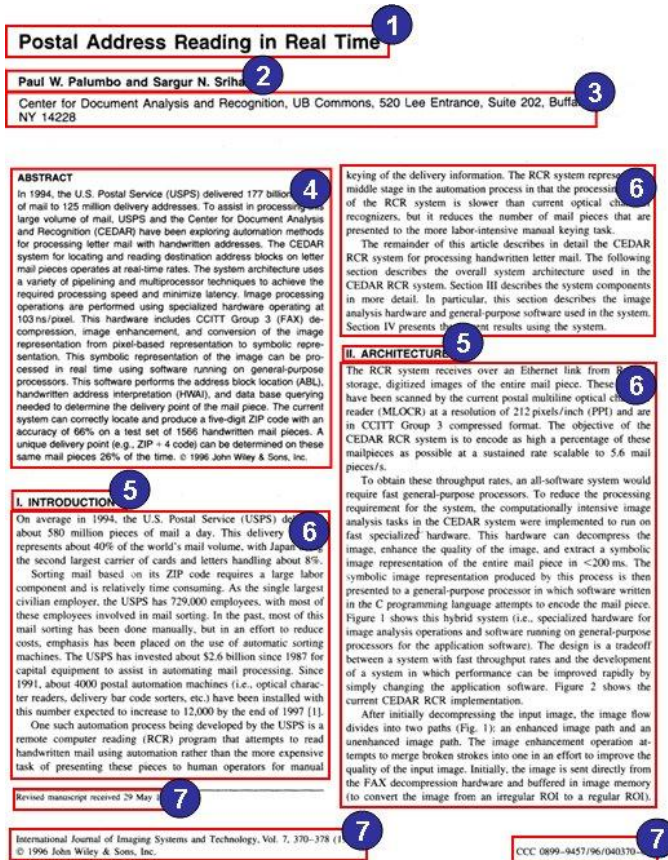 Postal Address Reading in Real Time
1
Paul W. Palumbo and Sargur N.
2
Center for Document Analysis and Recognition, UB Commons, 520 Lee Entrance, Suite 202,
NY 14228
3
ABSTRACT
4
In 1994, the U.S. Postal Service (USPS) delivered 177
of mail to 125 million delivery addresses. To assist in processing
large volume of mail, USPS and the Center for Document Analysis
and Recognition (CEDAR) have been exploring automation methods
for processing letter mail with handwritten addresses. The CEDAR
system for locating and reading destination address blocks on letter
mail pieces operates at real-time rates. The system architecture uses
a variety of pipelining and multiprocessor techniques to achieve the
required processing speed and minimize latency. Image processing
operations are performed using specialized hardware operating at
103 ns/pixel. This hardware includes CCITT Group 3 (FAX) de-
compression, image enhancement, and conversion of the image
representation from pixel-based representation to symbolic repre-
sentation. This symbolic representation of the image can be pro-
cessed in real time using software running on general-purpose
processors. This software performs the address block location (ABL),
handwritten address interpretation (HWAI), and data base querying
needed to determine the delivery point of the mail piece. The current
system can correctly locate and produce a five-digit ZIP code with an
accuracy of 66% on a test set of 1566 handwritten mail pieces. A
unique delivery point (e.g., ZIP + 4 code) can be determined on these
same mail pieces 26% of the time. © 1996 John Wiley & Sons, Inc.
I. INTRODUCTION
5
On average in 1994, the U.S. Postal Service (USPS)
6
about 580 million pieces of mail a day. This delivery
represents about 40% of the world's mail volume, with Japan
the second largest carrier of cards and letters handling about 8%.
Sorting mail based on its ZIP code requires a large labor
component and is relatively time consuming. As the single largest
civilian employer, the USPS has 729,000 employees, with most of
these employees involved in mail sorting. In the past, most of this
mail sorting has been done manually, but in an effort to reduce
costs, emphasis has been placed on the use of automatic sorting
machines. The USPS has invested about $2.6 billion since 1987 for
capital equipment to assist in automating mail processing. Since
1991, about 4000 postal automation machines (i.e., optical charac-
ter readers, delivery bar code sorters, etc.) have been installed with
this number expected to increase to 12,000 by the end of 1997 [1].
One such automation process being developed by the USPS is a
remote computer reading (RCR) program that attempts to read
handwritten mail using automation rather than the more expensive
task of presenting these pieces to human operators for manual
Revised manuscript received 29 May
7
keying of the delivery information. The RCR system
6
middle stage in the automation process in that the processing
of the RCR system is slower than current optical
recognizers, but it reduces the number of mail pieces that are
presented to the more labor-intensive manual keying task.
The remainder of this article describes in detail the CEDAR
RCR system for processing handwritten letter mail. The following
section describes the overall system architecture used in the
CEDAR RCR system. Section III describes the system components
in more detail. In particular, this section describes the image
analysis hardware and general-purpose software used in the system.
Section IV presents the results using the system.
II. ARCHITECTURE
5
The RCR system receives over an Ethernet link from
6
storage, digitized images of the entire mail piece. These
have been scanned by the current postal multiline optical
reader (MLOCR) at a resolution of 212 pixels/inch (PPI) and are
in CCITT Group 3 compressed format. The objective of the
CEDAR RCR system is to encode as high a percentage of these
mailpieces as possible at a sustained rate scalable to 5.6 mail
pieces/s.
To obtain these throughput rates, an all-software system would
require fast general-purpose processors. To reduce the processing
requirement for the system, the computationally intensive image
analysis tasks in the CEDAR system were implemented to run on
fast specialized hardware. This hardware can decompress the
image, enhance the quality of the image, and extract a symbolic
image representation of the entire mail piece in <200 ms. The
symbolic image representation produced by this process is then
presented to a general-purpose processor in which software written
in the C programming language attempts to encode the mail piece.
Figure 1 shows this hybrid system (i.e., specialized hardware for
image analysis operations and software running on general-purpose
processors for the application software). The design is a tradeoff
between a system with fast throughput rates and the development
of a system in which performance can be improved rapidly by
simply changing the application software. Figure 2 shows the
current CEDAR RCR implementation.
After initially decompressing the input image, the image flow
divides into two paths (Fig. 1): an enhanced image path and an
unenhanced image path. The image enhancement operation at-
tempts to merge broken strokes into one in an effort to improve the
quality of the input image. Initially, the image is sent directly from
the FAX decompression hardware and buffered in image memory
(to convert the image from an irregular ROI to a regular ROI).
International Journal of Imaging Systems and Technology, Vol. 7, 370–378
© 1996 John Wiley & Sons, Inc.
7
CCC 0899–9457/96/040370
7